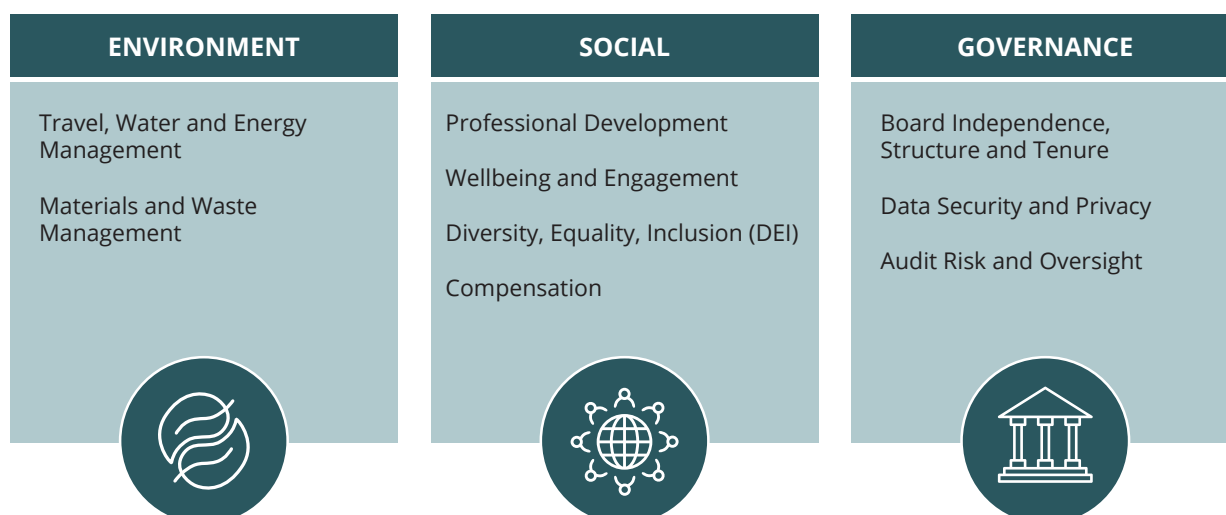 ENVIRONMENT
Travel, Water and Energy
Management
Materials and Waste
Management
SOCIAL
Professional Development
Wellbeing and Engagement
Diversity, Equality, Inclusion (DEI)
Compensation
GOVERNANCE
Board Independence,
Structure and Tenure
Data Security and Privacy
Audit Risk and Oversight